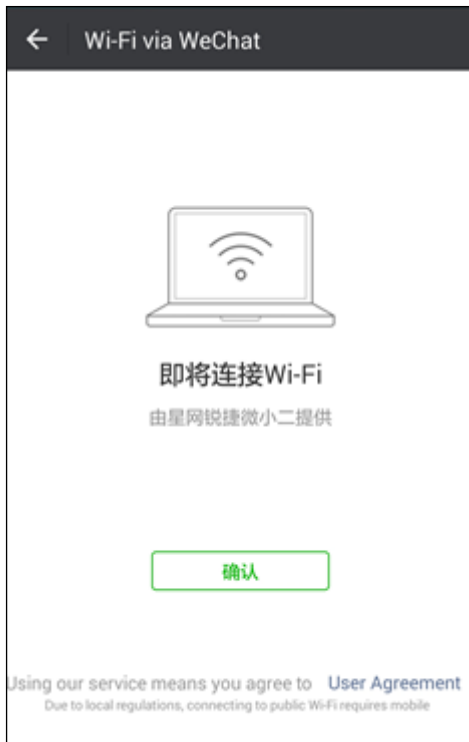 Wi-Fi via WeChat
即将连接Wi-Fi
由星网锐捷微小二提供
确认
Using our service means you agree to User Agreement
Due to local regulations, connecting to public Wi-Fi requires mobile